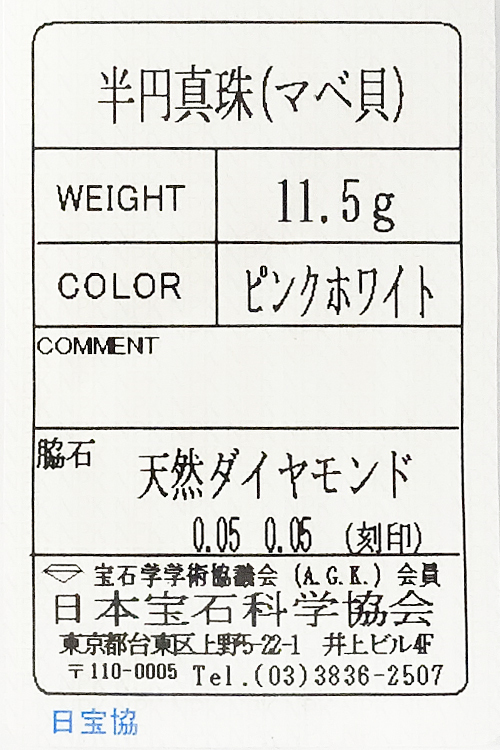 半円真珠(マベ貝)
WEIGHT 11.5g
COLOR ピンクホワイト
COMMENT
脇石
天然ダイヤモンド
0.05 0.05 (刻印)
宝石学学術協議会 (A.G.K.) 会員
日本宝石科学協会
東京都台東区上野5-22-1 井上ビル4F
〒110-0005 Tel.(03)3836-2507
日宝協